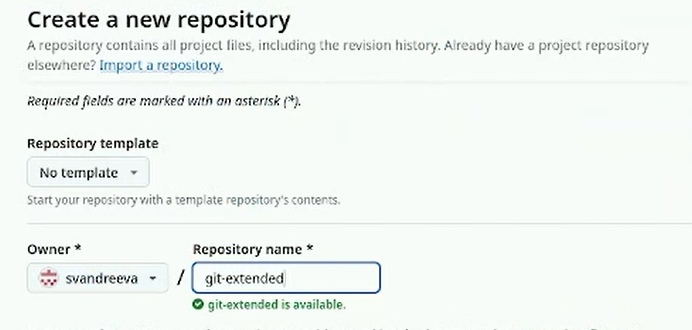 Create a new repository
A repository contains all project files, including the revision history. Already have a project repository
elsewhere? Import a repository.
Required fields are marked with an asterisk (*).
Repository template
No template
Start your repository with a template repository's contents.
Owner * Repository name *
svandreeva / git-extended
git-extended is available.